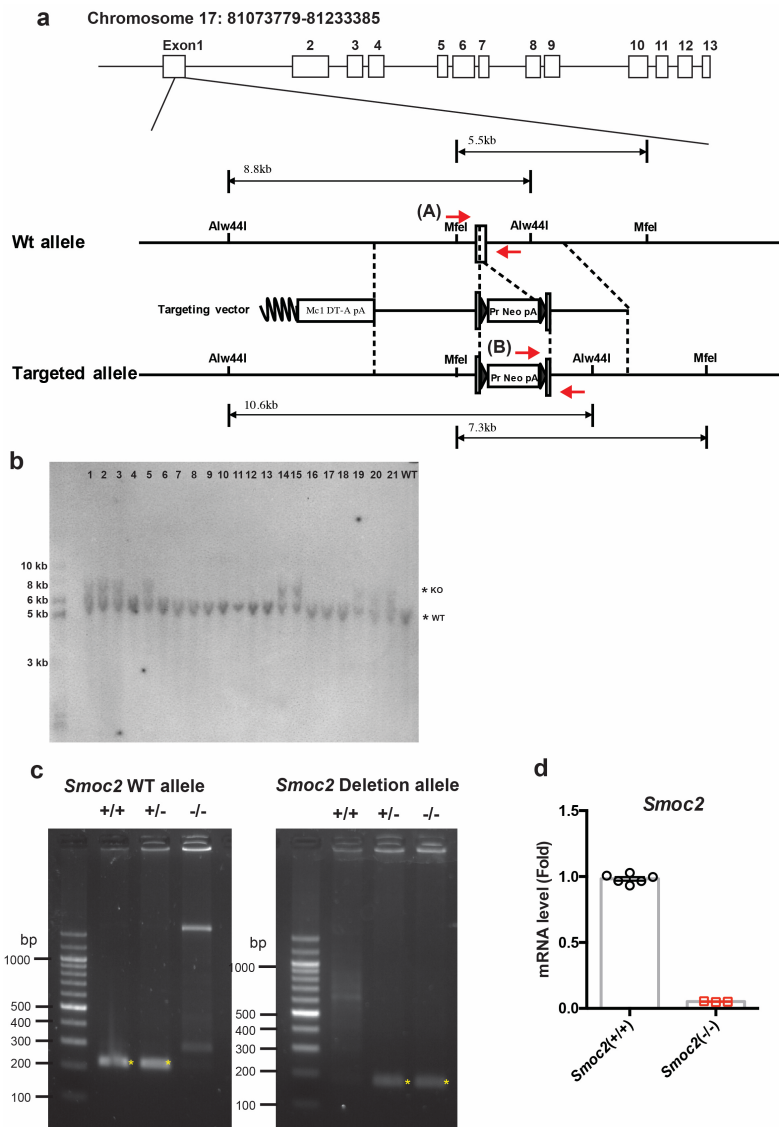 a Chromosome 17: 81073779-81233385
Exon1 2 3 4 5 6 7 8 9 10 11 12 13
5.5kb
8.8kb
(A)
Alw44I MfeI Alw44I MfeI
Wt allele
Targeting vector Mc1 DT-A pA Pr Neo pA
(B)
Alw44I MfeI Alw44I MfeI
Targeted allele Pr Neo pA
10.6kb
7.3kb
b
1 2 3 4 5 6 7 8 9 10 11 12 13 14 15 16 17 18 19 20 21 WT
10 kb
8 kb
* KO
6 kb
5 kb
* WT
3 kb
c
Smoc2 WT allele
+/+ +/- -/-
bp
1000
500
400
300
200
100
* *
Smoc2 Deletion allele
+/+ +/- -/-
bp
1000
500
400
300
200
100
* *
d
Smoc2
mRNA level (Fold)
1.5
1.0
0.5
0.0
Smoc2(+/+) Smoc2(-/-)